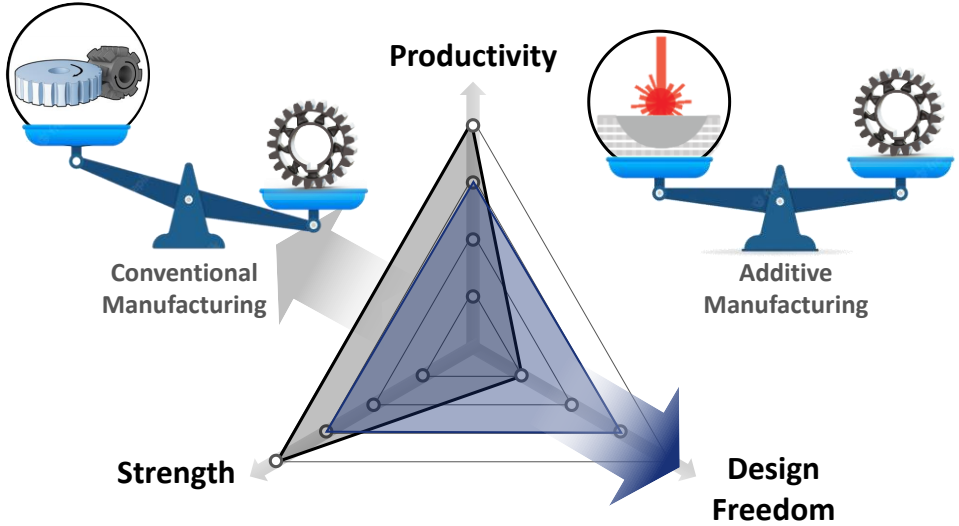 Productivity
Conventional
Manufacturing
Additive
Manufacturing
Strength
Design
Freedom